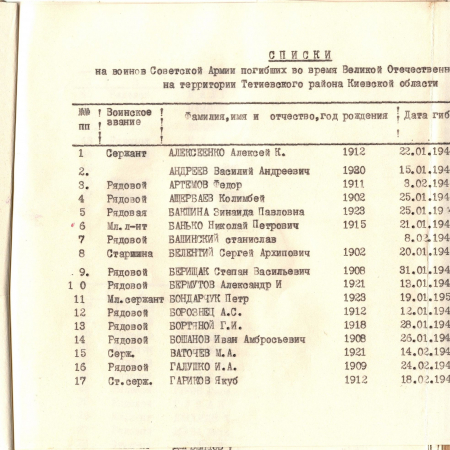 СПИСКИ
на воинов Советской Армии погибших во время Великой Отечественн
на территории Тетиевского района Киевской области
№№ ! Воинское ! Фамилия,имя и отчество,год рождения ! Дата гиб
пп ! звание !
1 Сержант АЛЕКСЕЕНКО Алексей К. 1912 22.01.194
2. АНДРЕЕВ Василий Андреевич 1920 15.01.194
3. Рядовой АРТЕМОВ Федор 1911 3.02.194
4 Рядовой АШЕРБАЕВ Колимбей 1902 25.01.194
5 Рядовая БАКШИНА Зинаида Павловна 1923 25.01.19
6 Мл.л-нт БАНЬКО Николай Петрович 1915 21.01.194
7 Рядовой БАШИНСКИЙ станислав 8.02.194
8 Старшина БЕЛЕНТИЙ Сергей Архипович 1902 20.01.194
9. Рядовой БЕРИЩАК Степан Васильевич 1908 31.01.194
10 Рядовой БЕРМУТОВ Александр И 1921 13.01.194
11 Мл.сержант БОНДАРЧУК Петр 1923 19.01.195
12 Рядовой БОРОЗНЕЦ А.С. 1912 12.01.194
13 Рядовой БОРТЯНОЙ Г.И. 1918 28.01.194
14 Рядовой БОШАНОВ Иван Амбросьевич 1908 26.01.194
15 Серж. ВАТОЧЕВ М.А. 1921 14.02.194
16 Рядовой ГАЛУШКО И.А. 1909 24.02.194
17 Ст.серж. ГАРИКОВ Якуб 1912 18.02.194